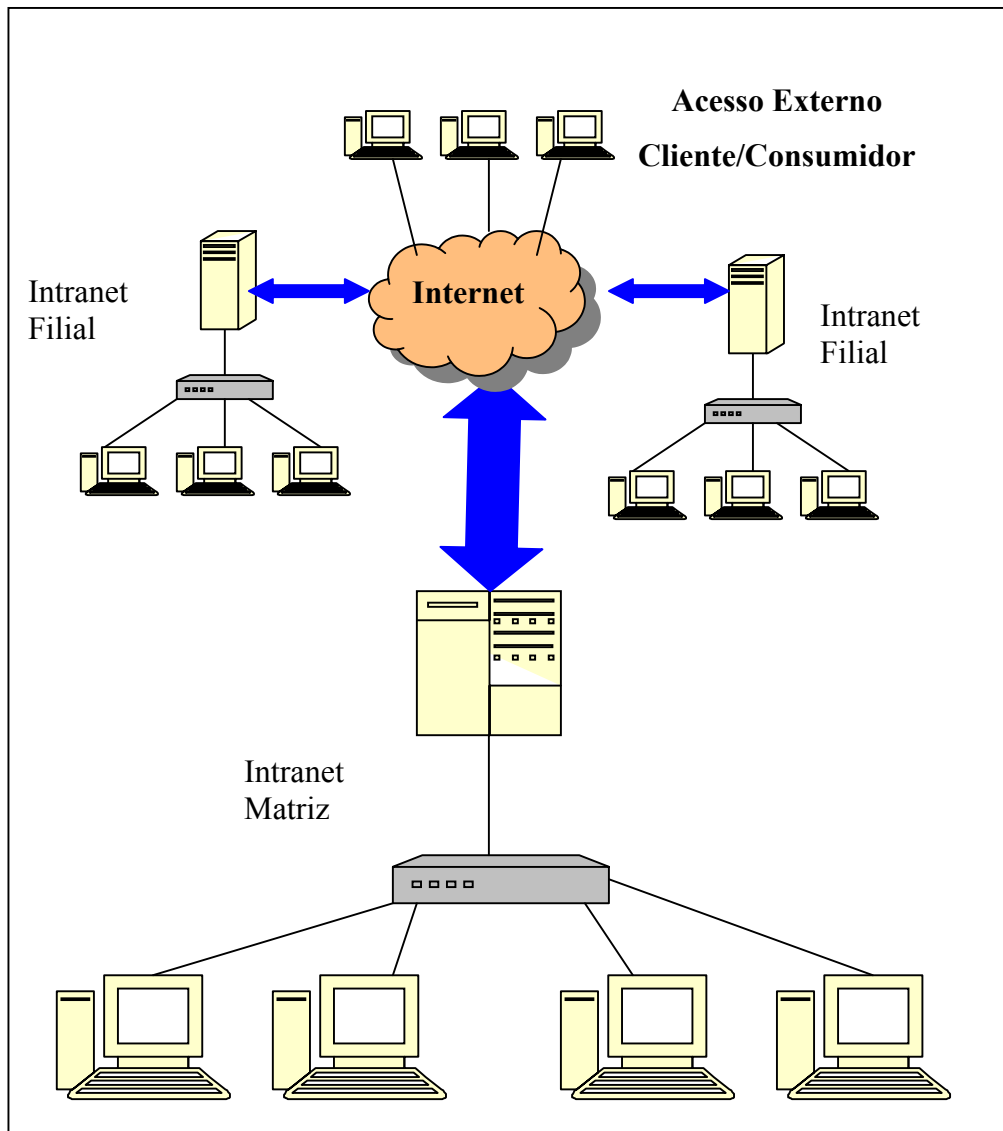 Acesso Externo
Cliente/Consumidor
Internet
Intranet
Filial
Intranet
Filial
Intranet
Matriz